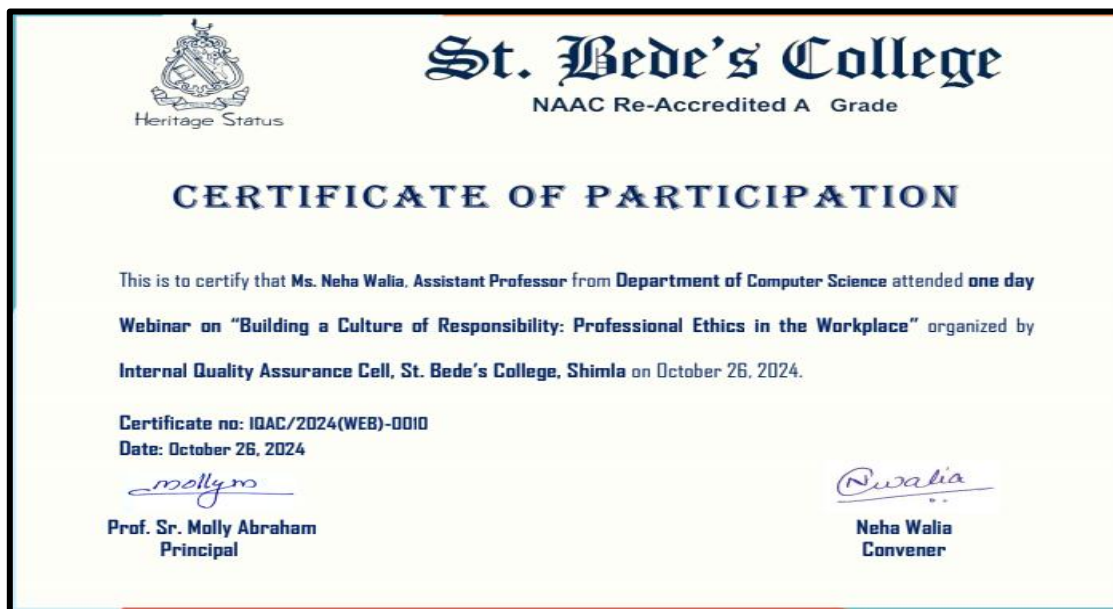 St. Bede's College
NAAC Re-Accredited A Grade
Heritage Status
CERTIFICATE OF PARTICIPATION
This is to certify that Ms. Neha Walia, Assistant Professor from Department of Computer Science attended one day
Webinar on “Building a Culture of Responsibility: Professional Ethics in the Workplace” organized by
Internal Quality Assurance Cell, St. Bede's College, Shimla on October 26, 2024.
Certificate no: IQAC/2024(WEB)-0010
Date: October 26, 2024
mollym
Nwalia
Prof. Sr. Molly Abraham
Principal
Neha Walia
Convener